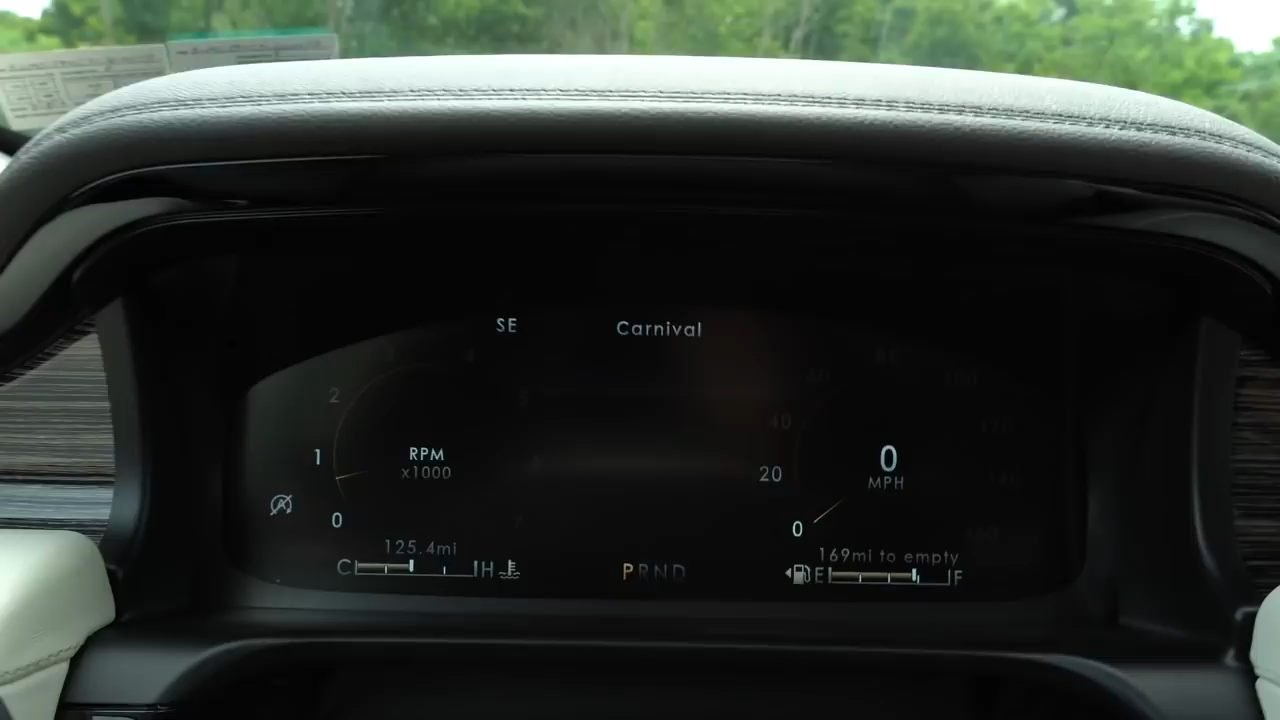 SE
Carnival
2
1
0
RPM
x1000
125.4mi
C H
PRND
40
20
0
0
MPH
169mi to empty
E F